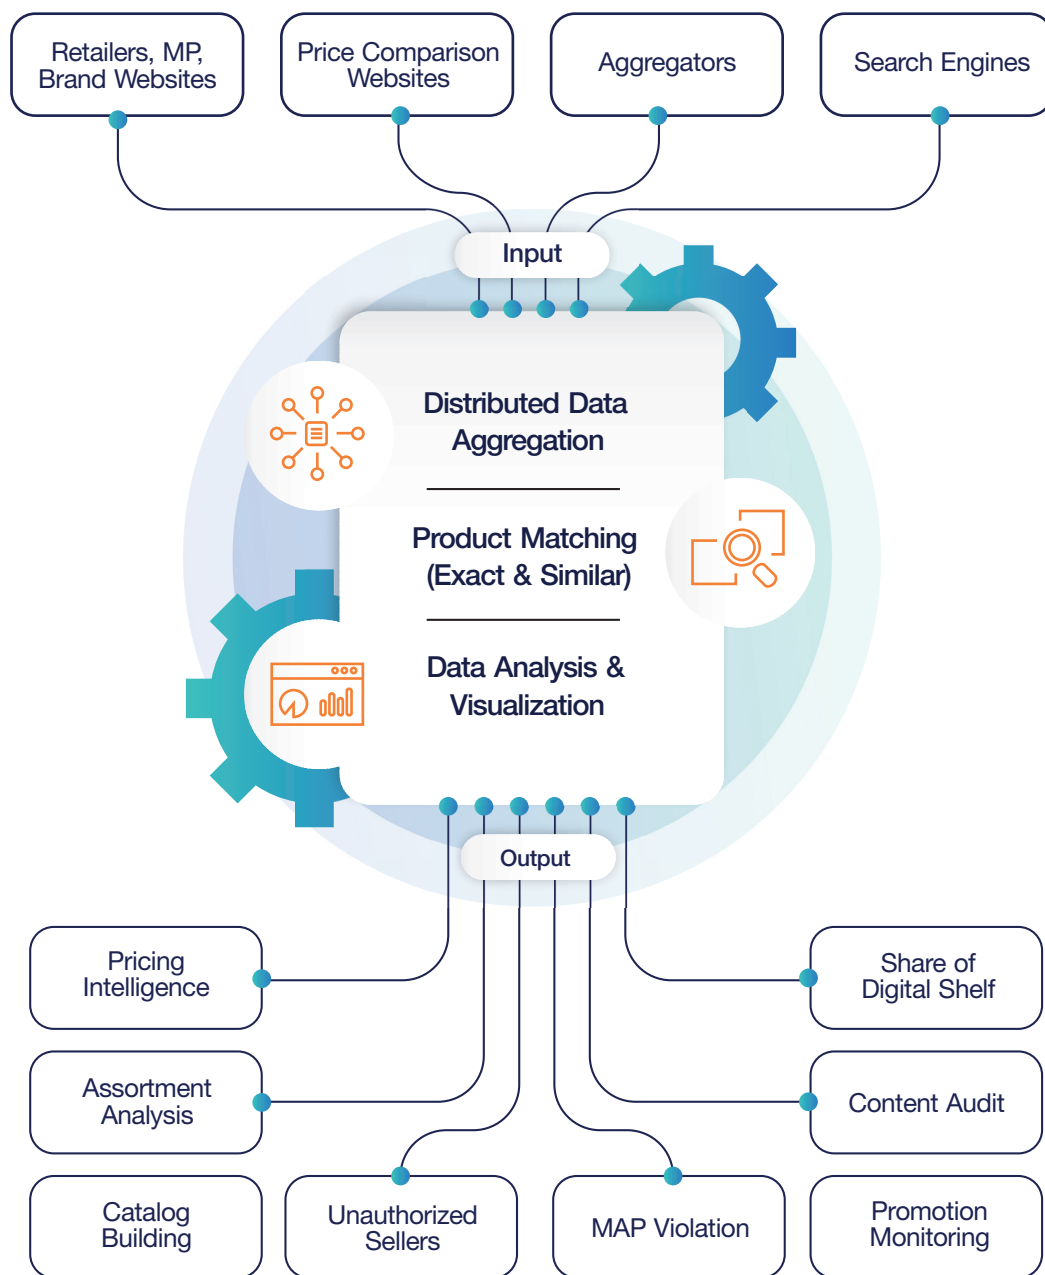 Retailers, MP,
Brand Websites
Price Comparison
Websites
Aggregators
Search Engines
Input
Distributed Data
Aggregation
Product Matching
(Exact & Similar)
Data Analysis &
Visualization
Output
Pricing
Intelligence
Share of
Digital Shelf
Assortment
Analysis
Content Audit
Catalog
Building
Unauthorized
Sellers
MAP Violation
Promotion
Monitoring